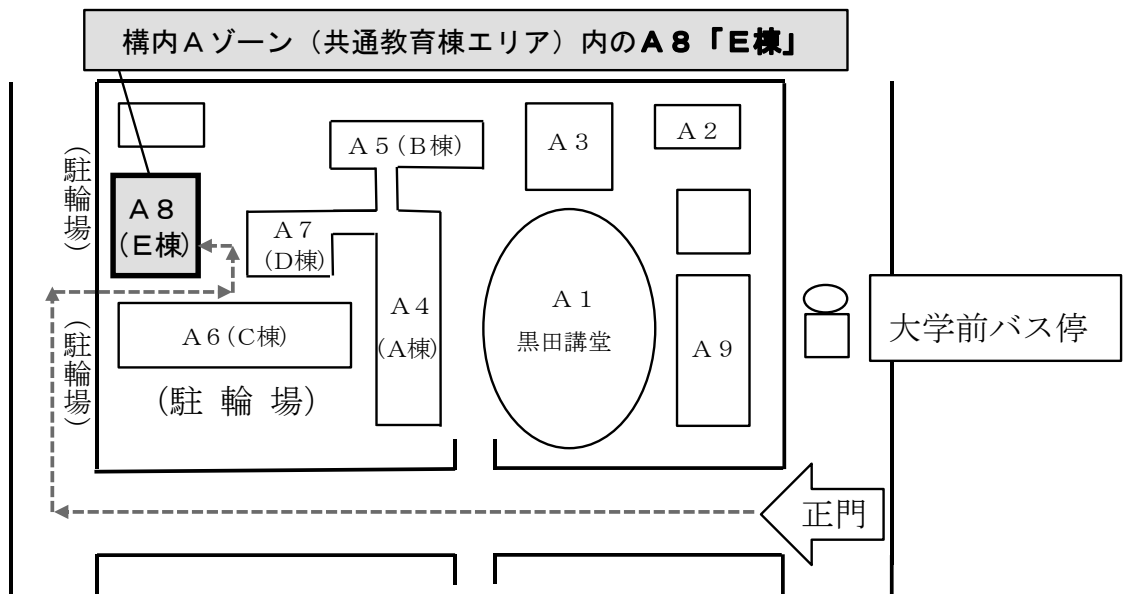 構内Aゾーン（共通教育棟エリア）内のA8「E棟」
A5(B棟)
A3
A2
(駐輪場)
A8
(E棟)
A7
(D棟)
A4
(A棟)
A1
黒田講堂
A9
大学前バス停
A6(C棟)
(駐輪場)
(駐 輪 場)
正門